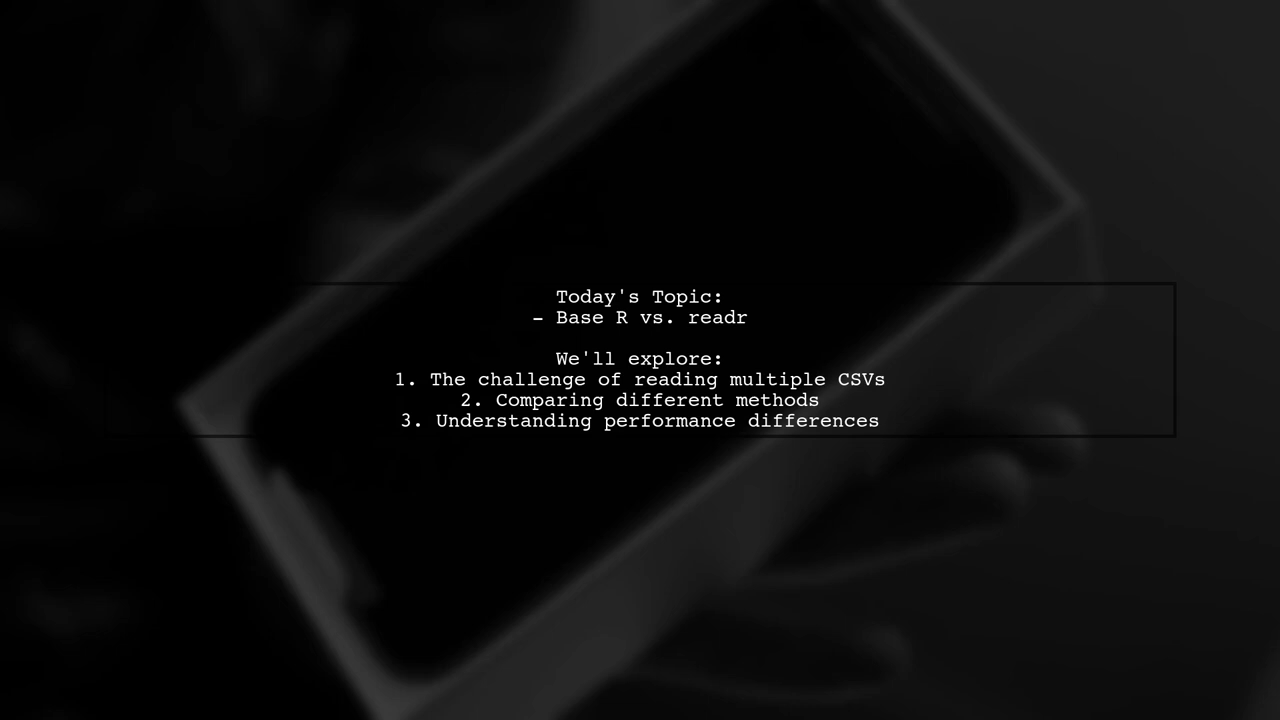 Today's Topic:
– Base R vs. readr
We'll explore:
1. The challenge of reading multiple CSVs
2. Comparing different methods
3. Understanding performance differences